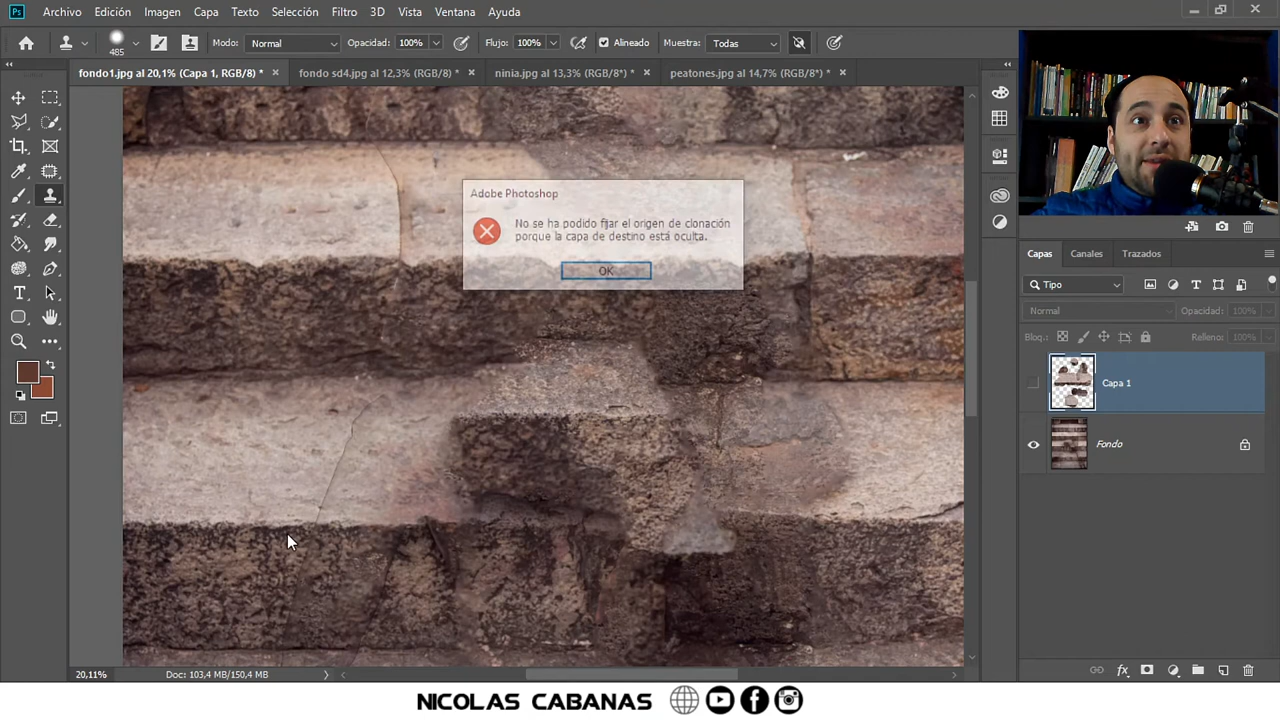 Ps Archivo Edición Imagen Capa Texto Selección Filtro 3D Vista Ventana Ayuda
485 Modo: Normal Opacidad: 100% Flujo: 100% Alineado Muestra: Todas
fondo1.jpg al 20,1% (Capa 1, RGB/8) * fondo sd4.jpg al 12,3% (RGB/8) * ninia.jpg al 13,3% (RGB/8*) * peatones.jpg al 14,7% (RGB/8*) *
Adobe Photoshop
No se ha podido fijar el origen de clonación
porque la capa de destino está oculta.
OK
Capas Canales Trazados
Tipo
Normal Opacidad: 100%
Bloq.: Relleno: 100%
Capa 1
Fondo
20,11% Doc: 103,4 MB/150,4 MB
NICOLAS CABANAS